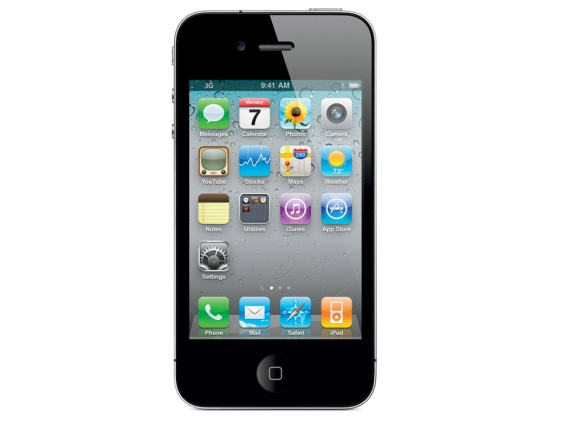 3G 9:41 AM
Monday
7
280
73°
Messages Calendar Photos Camera
YouTube Stocks Maps Weather
Notes Utilities iTunes App Store
Settings
Phone Mail Safari iPod